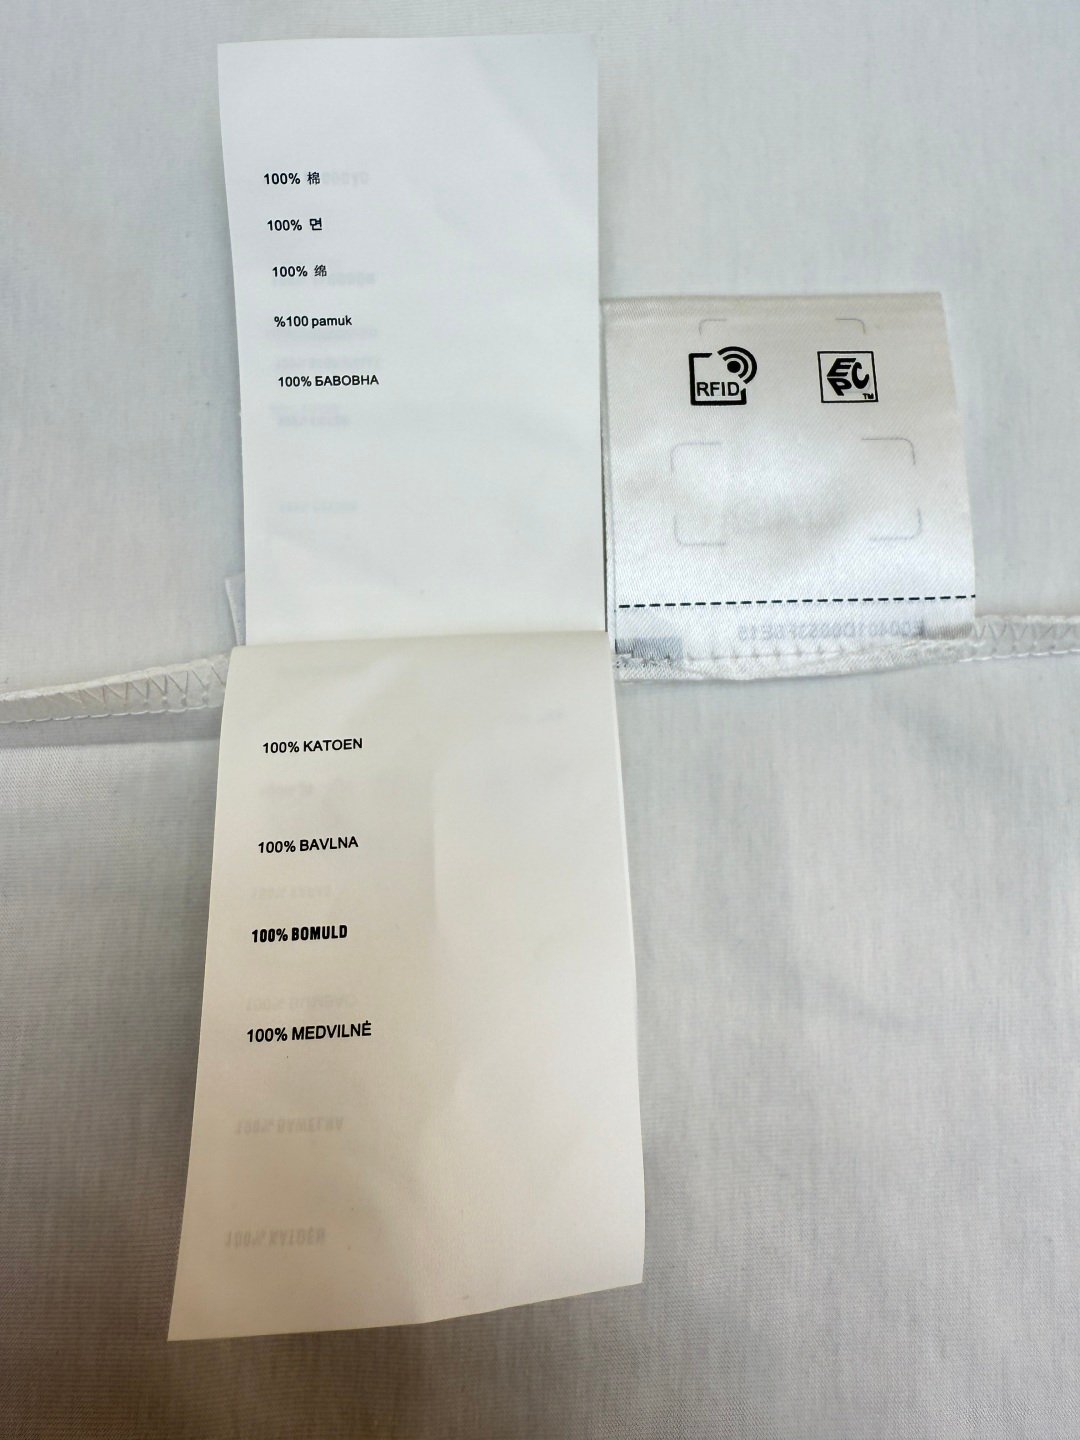 100% 棉
100% 면
100% 绵
%100 pamuk
100% БАВОВНА
RFID
EPC
TM
100% KATOEN
100% BAVLNA
100% BOMULD
100% MEDVILNĖ